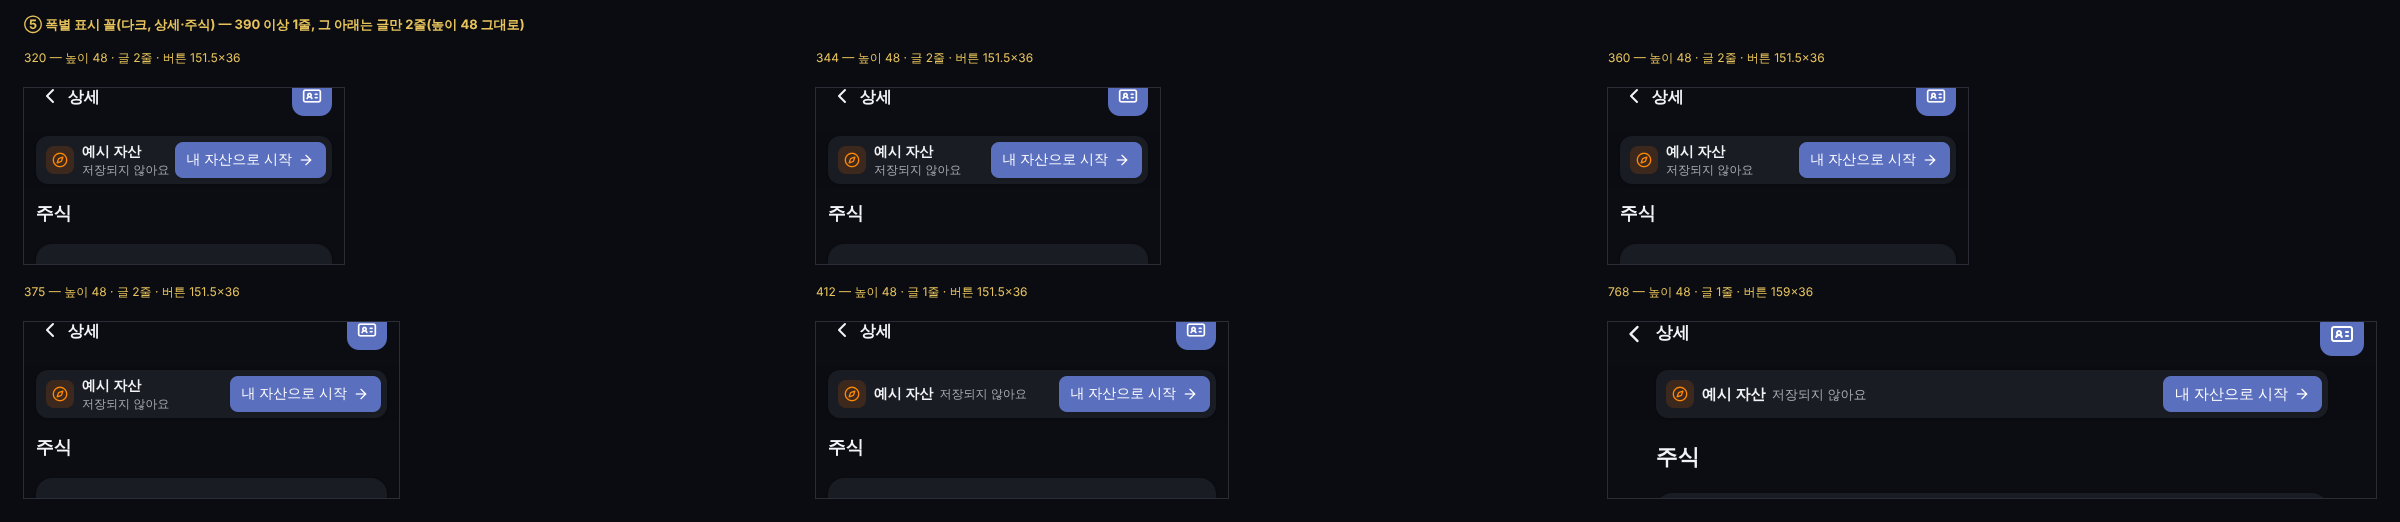 ⑤ 폭별 표시 꼴(다크, 상세·주식) — 390 이상 1줄, 그 아래는 글만 2줄(높이 48 그대로)
320 — 높이 48 · 글 2줄 · 버튼 151.5×36
상세
예시 자산
저장되지 않아요
내 자산으로 시작 →
주식
344 — 높이 48 · 글 2줄 · 버튼 151.5×36
상세
예시 자산
저장되지 않아요
내 자산으로 시작 →
주식
360 — 높이 48 · 글 2줄 · 버튼 151.5×36
상세
예시 자산
저장되지 않아요
내 자산으로 시작 →
주식
375 — 높이 48 · 글 2줄 · 버튼 151.5×36
상세
예시 자산
저장되지 않아요
내 자산으로 시작 →
주식
412 — 높이 48 · 글 1줄 · 버튼 151.5×36
상세
예시 자산 저장되지 않아요
내 자산으로 시작 →
주식
768 — 높이 48 · 글 1줄 · 버튼 159×36
상세
예시 자산 저장되지 않아요
내 자산으로 시작 →
주식